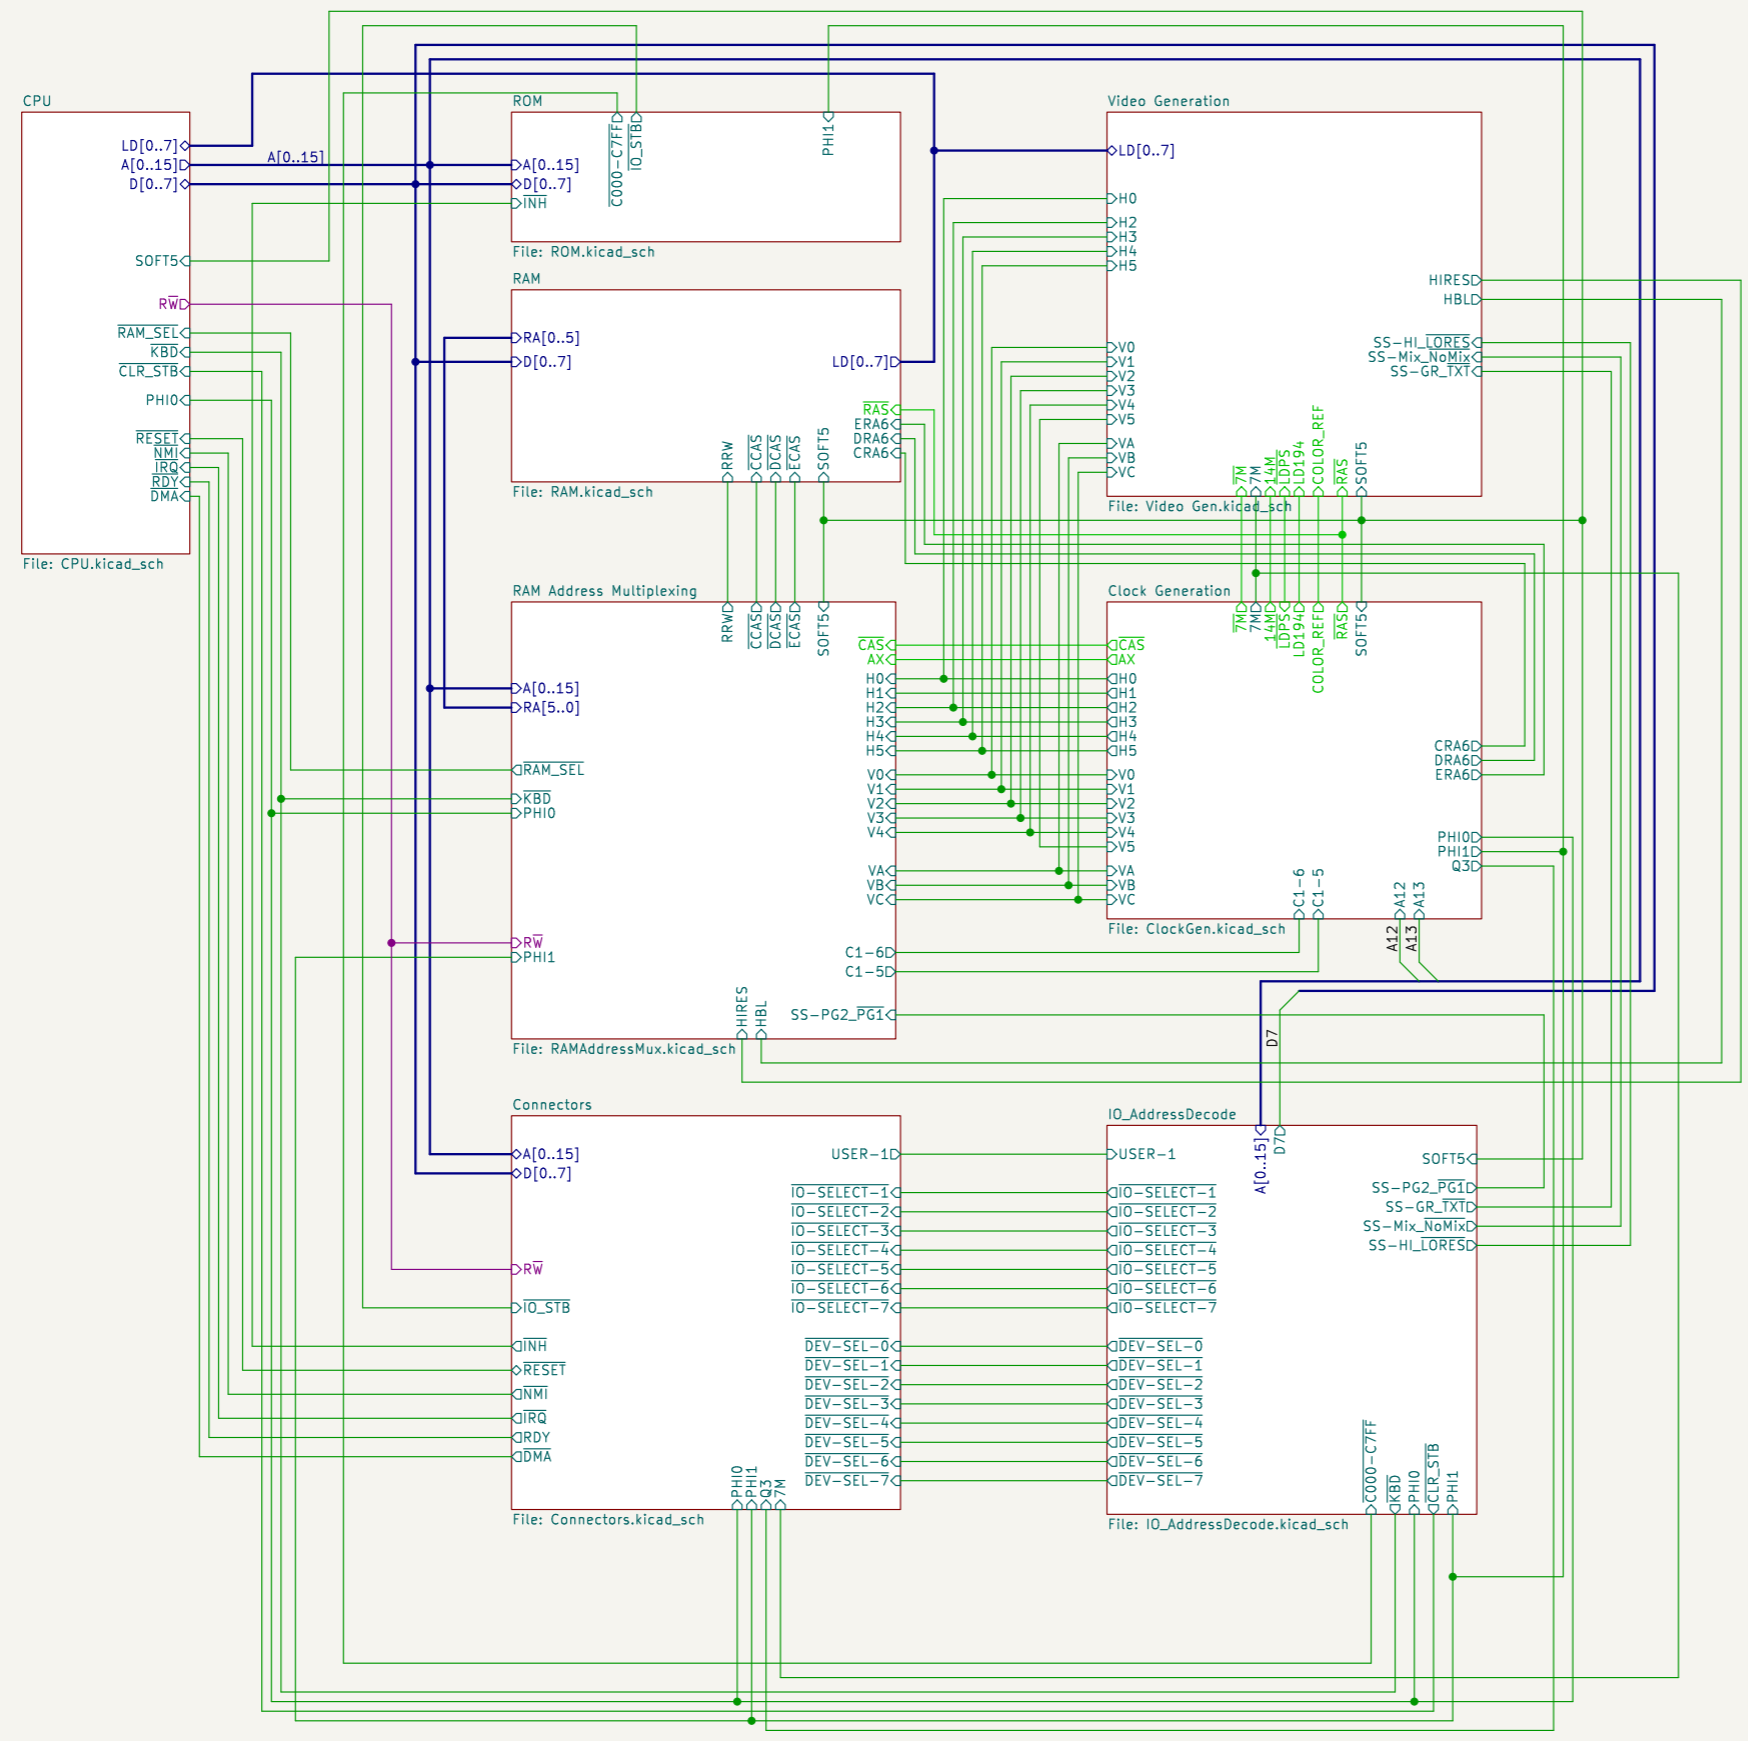 CPU
LD[0..7]
A[0..15]
D[0..7]
SOFT5
RW
RAM_SEL
KBD
CLR_STB
PHI0
RESET
NMI
IRQ
RDY
DMA
File: CPU.kicad_sch
A[0..15]
ROM
C000-C7FF
IO_STB
PHI1
A[0..15]
D[0..7]
INH
File: ROM.kicad_sch
RAM
RA[0..5]
D[0..7]
LD[0..7]
RAS
ERA6
DRA6
CRA6
RRW
CCAS
DCAS
ECAS
SOFT5
File: RAM.kicad_sch
Video Generation
LD[0..7]
H0
H2
H3
H4
H5
HIRES
HBL
V0
V1
V2
V3
V4
V5
VA
VB
VC
SS-HI_LORES
SS-Mix_NoMix
SS-GR_TXT
7M
7M
14M
LDPS
LD194
COLOR_REF
RAS
SOFT5
File: Video Gen.kicad_sch
RAM Address Multiplexing
RRW
CCAS
DCAS
ECAS
SOFT5
A[0..15]
RA[5..0]
RAM_SEL
KBD
PHI0
RW
PHI1
CAS
AX
H0
H1
H2
H3
H4
H5
V0
V1
V2
V3
V4
VA
VB
VC
C1-6
C1-5
SS-PG2_PG1
HIRES
HBL
File: RAMAddressMux.kicad_sch
Clock Generation
7M
7M
14M
LDPS
LD194
COLOR_REF
RAS
SOFT5
CAS
AX
H0
H1
H2
H3
H4
H5
V0
V1
V2
V3
V4
V5
VA
VB
VC
CRA6
DRA6
ERA6
PHI0
PHI1
Q3
C1-6
C1-5
A12
A13
File: ClockGen.kicad_sch
A12
A13
D7
Connectors
A[0..15]
D[0..7]
RW
IO_STB
INH
RESET
NMI
IRQ
RDY
DMA
USER-1
IO-SELECT-1
IO-SELECT-2
IO-SELECT-3
IO-SELECT-4
IO-SELECT-5
IO-SELECT-6
IO-SELECT-7
DEV-SEL-0
DEV-SEL-1
DEV-SEL-2
DEV-SEL-3
DEV-SEL-4
DEV-SEL-5
DEV-SEL-6
DEV-SEL-7
PHI0
PHI1
Q3
7M
File: Connectors.kicad_sch
IO_AddressDecode
A[0..15]
D7
USER-1
IO-SELECT-1
IO-SELECT-2
IO-SELECT-3
IO-SELECT-4
IO-SELECT-5
IO-SELECT-6
IO-SELECT-7
DEV-SEL-0
DEV-SEL-1
DEV-SEL-2
DEV-SEL-3
DEV-SEL-4
DEV-SEL-5
DEV-SEL-6
DEV-SEL-7
SOFT5
SS-PG2_PG1
SS-GR_TXT
SS-Mix_NoMix
SS-HI_LORES
C000-C7FF
KBD
PHI0
CLR_STB
PHI1
File: IO_AddressDecode.kicad_sch